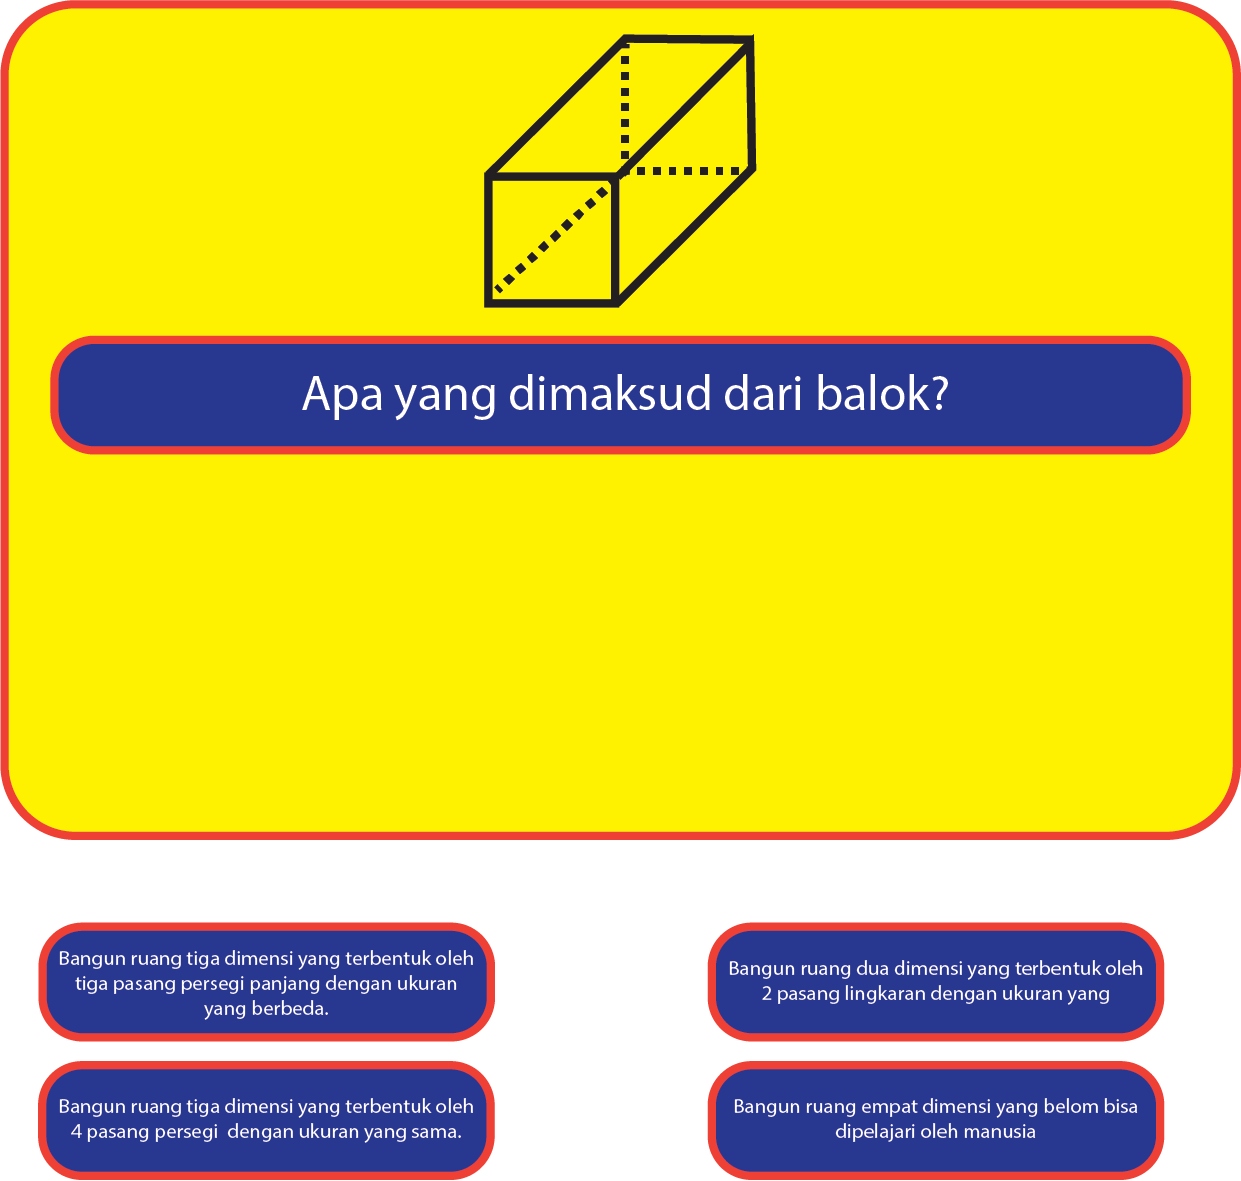 Apa yang dimaksud dari balok?
Bangun ruang tiga dimensi yang terbentuk oleh
tiga pasang persegi panjang dengan ukuran
yang berbeda.
Bangun ruang dua dimensi yang terbentuk oleh
2 pasang lingkaran dengan ukuran yang
Bangun ruang tiga dimensi yang terbentuk oleh
4 pasang persegi  dengan ukuran yang sama.
Bangun ruang empat dimensi yang belom bisa
dipelajari oleh manusia